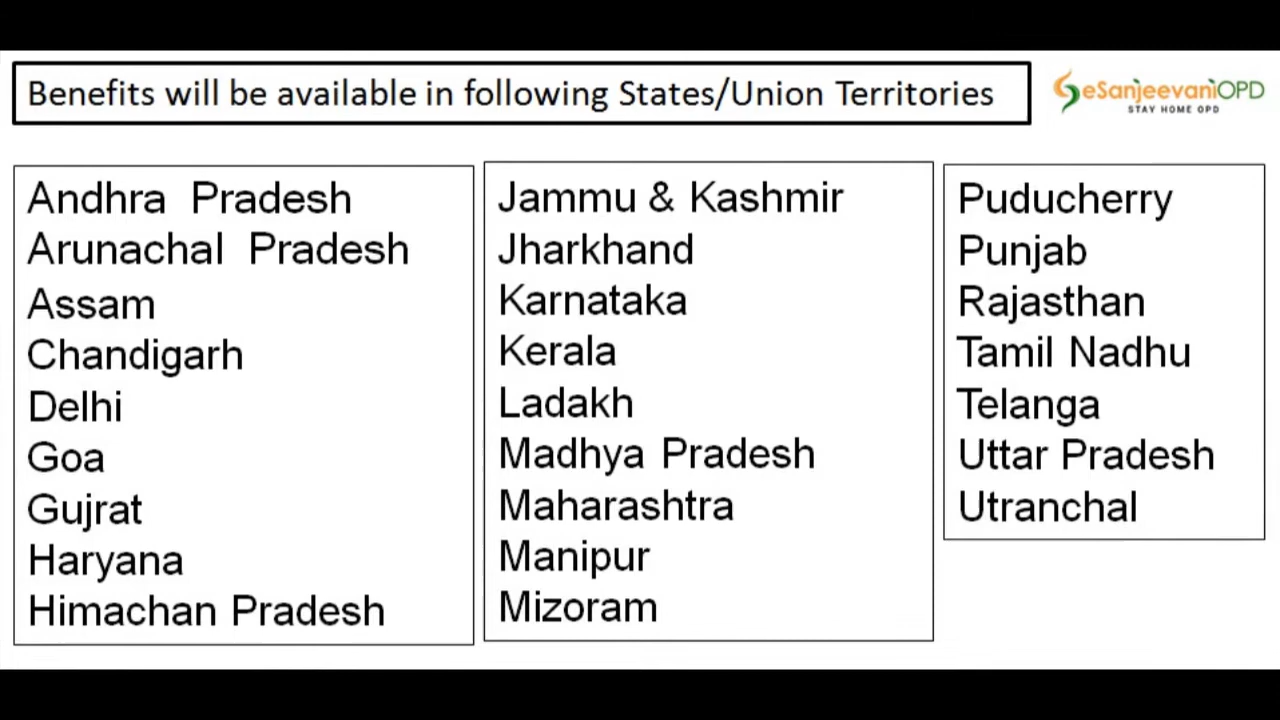 Benefits will be available in following States/Union Territories
eSanjeevaniOPD
STAY HOME OPD
Andhra Pradesh
Arunachal Pradesh
Assam
Chandigarh
Delhi
Goa
Gujrat
Haryana
Himachan Pradesh
Jammu & Kashmir
Jharkhand
Karnataka
Kerala
Ladakh
Madhya Pradesh
Maharashtra
Manipur
Mizoram
Puducherry
Punjab
Rajasthan
Tamil Nadhu
Telanga
Uttar Pradesh
Utranchal